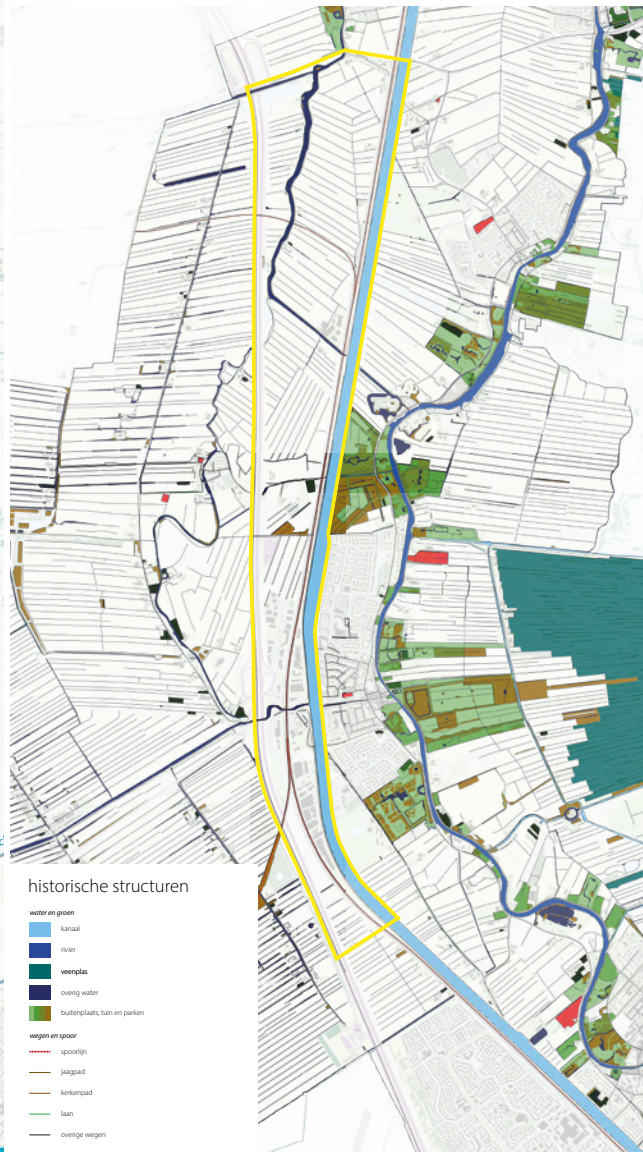 historische structuren
water en groen
kanaal
rivier
veenplas
overig water
buitenplaats, tuin en parken
wegen en spoor
spoorlijn
jaagpad
kerkenpad
laan
overige wegen